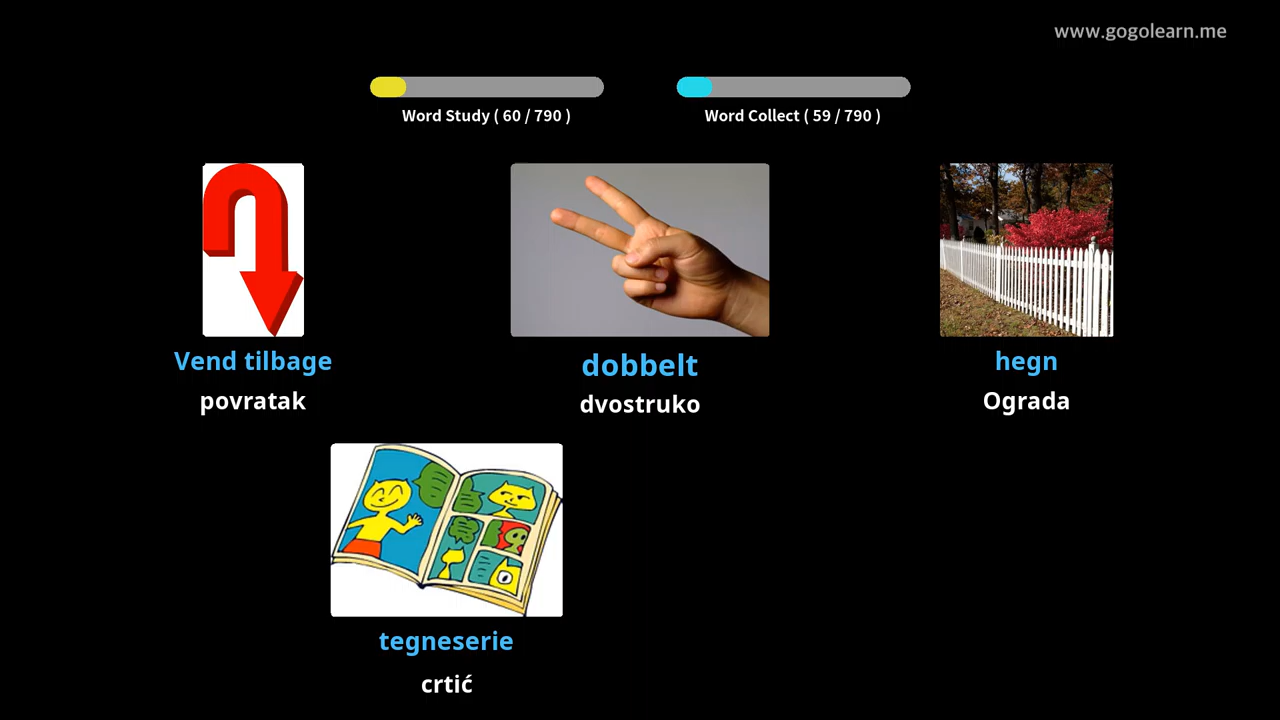 www.gogolearn.me
Word Study ( 60 / 790 )
Word Collect ( 59 / 790 )
Vend tilbage
dobbelt
hegn
povratak
dvostruko
Ograda
tegneserie
crtić